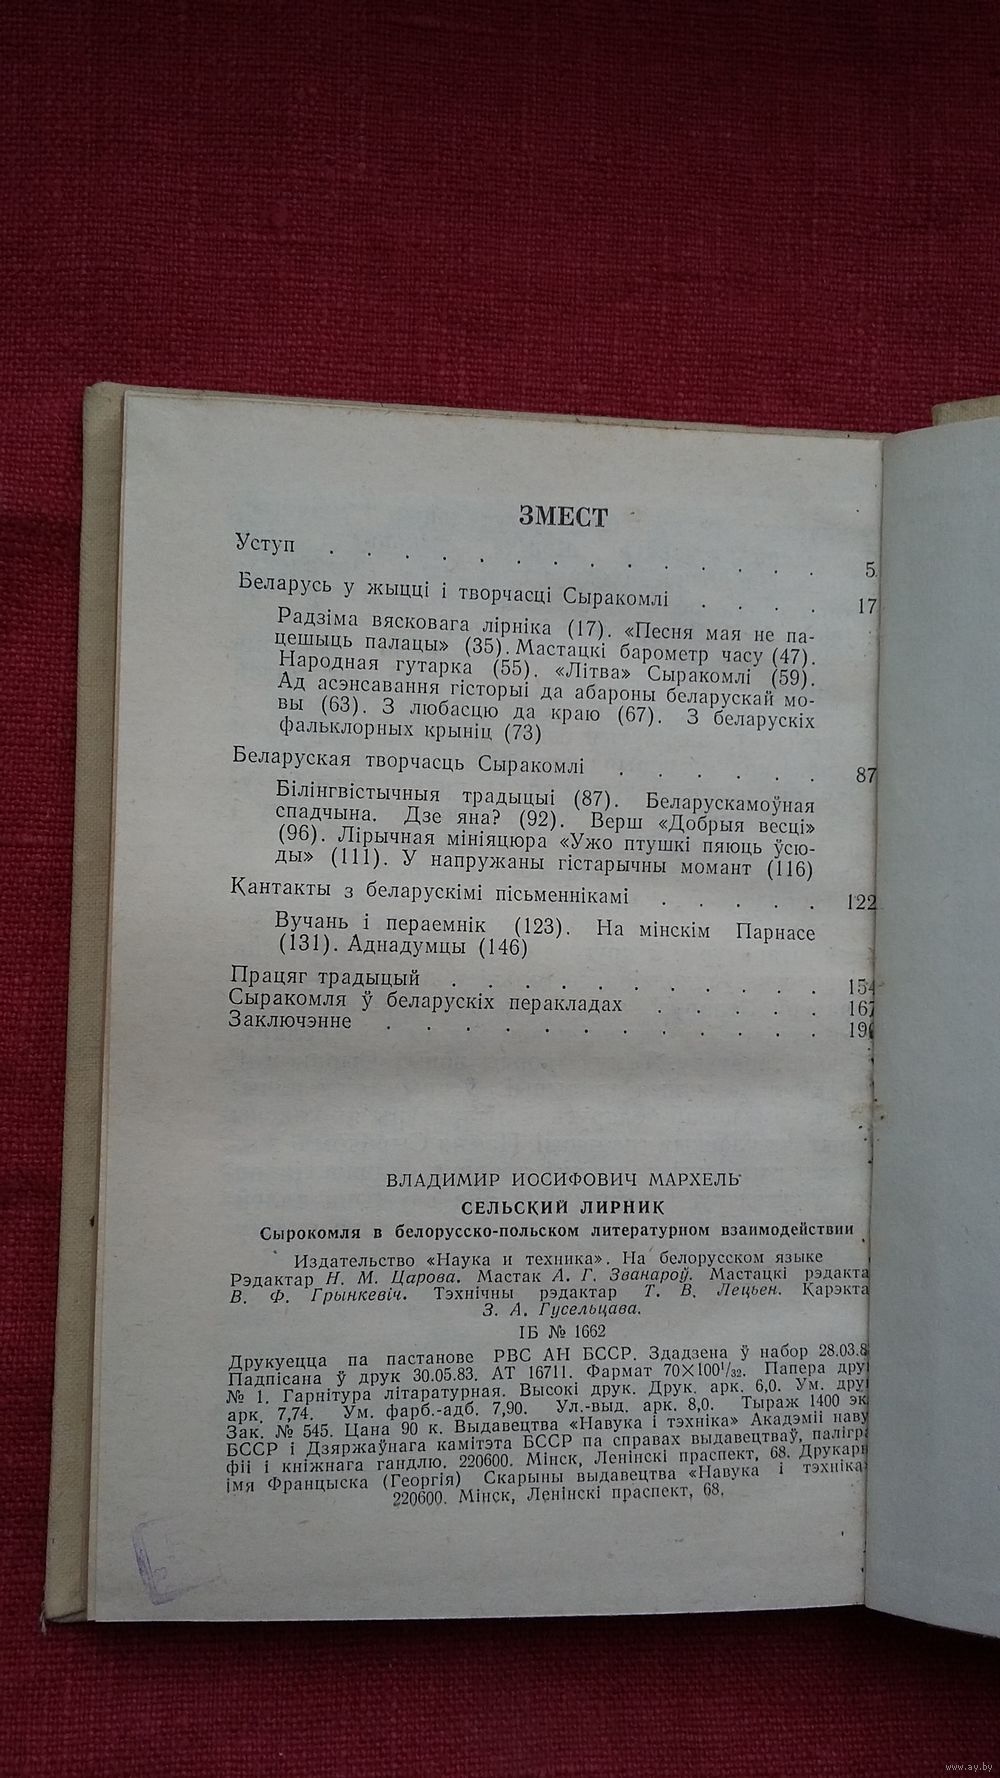 ЗМЕСТ
Уступ . . . . . . . . . . . . . 5
Беларусь у жыцці і творчасці Сыракомлі . . . . 17
Радзіма вясковага лірніка (17). «Песня мая не па-
цешыць палацы» (35). Мастацкі барометр часу (47).
Народная гутарка (55). «Літва» Сыракомлі (59).
Ад асэнсавання гісторыі да абароны беларускай мо-
вы (63). З любасцю да краю (67). З беларускіх
фальклорных крыніц (73)
Беларуская творчасць Сыракомлі . . . . . . 87
Білінгвістычныя традыцыі (87). Беларускамоўная
спадчына. Дзе яна? (92). Верш «Добрыя весці»
(96). Лірычная мініяцюра «Ужо птушкі пяюць ўсю-
ды» (111). У напружаны гістарычны момант (116)
Кантакты з беларускімі пісьменнікамі . . . . . 122
Вучань і пераемнік (123). На мінскім Парнасе
(131). Аднадумцы (146)
Працяг традыцый . . . . . . . . . . . 154
Сыракомля ў беларускіх перакладах . . . . . 167
Заключэнне . . . . . . . . . . . . 19
ВЛАДИМИР ИОСИФОВИЧ МАРХЕЛЬ
СЕЛЬСКИЙ ЛИРНИК
Сырокомля в белорусско-польском литературном взаимодействии
Издательство «Наука и техника». На белорусском языке
Рэдактар Н. М. Царова. Мастак А. Г. Званароў. Мастацкі рэдакта
В. Ф. Грынкевіч. Тэхнічны рэдактар Т. В. Лецьен. Карэкта
З. А. Гусельцава.
ІБ № 1662
Друкуецца па пастанове РВС АН БССР. Здадзена ў набор 28.03.8
Падпісана ў друк 30.05.83. АТ 16711. Фармат 70×100¹/₃₂. Папера дру
№ 1. Гарнітура літаратурная. Высокі друк. Друк. арк. 6,0. Ум. дру
арк. 7,74. Ум. фарб.-адб. 7,90. Ул.-выд. арк. 8,0. Тыраж 1400 эк
Зак. № 545. Цана 90 к. Выдавецтва «Навука і тэхніка» Акадэміі наву
БССР і Дзяржаўнага камітэта БССР па справах выдавецтваў, палігр
фіі і кніжнага гандлю. 220600. Мінск, Ленінскі праспект, 68. Друкар
імя Францыска (Георгія) Скарыны выдавецтва «Навука і тэхніка
220600. Мінск, Ленінскі праспект, 68.
www.ay.by